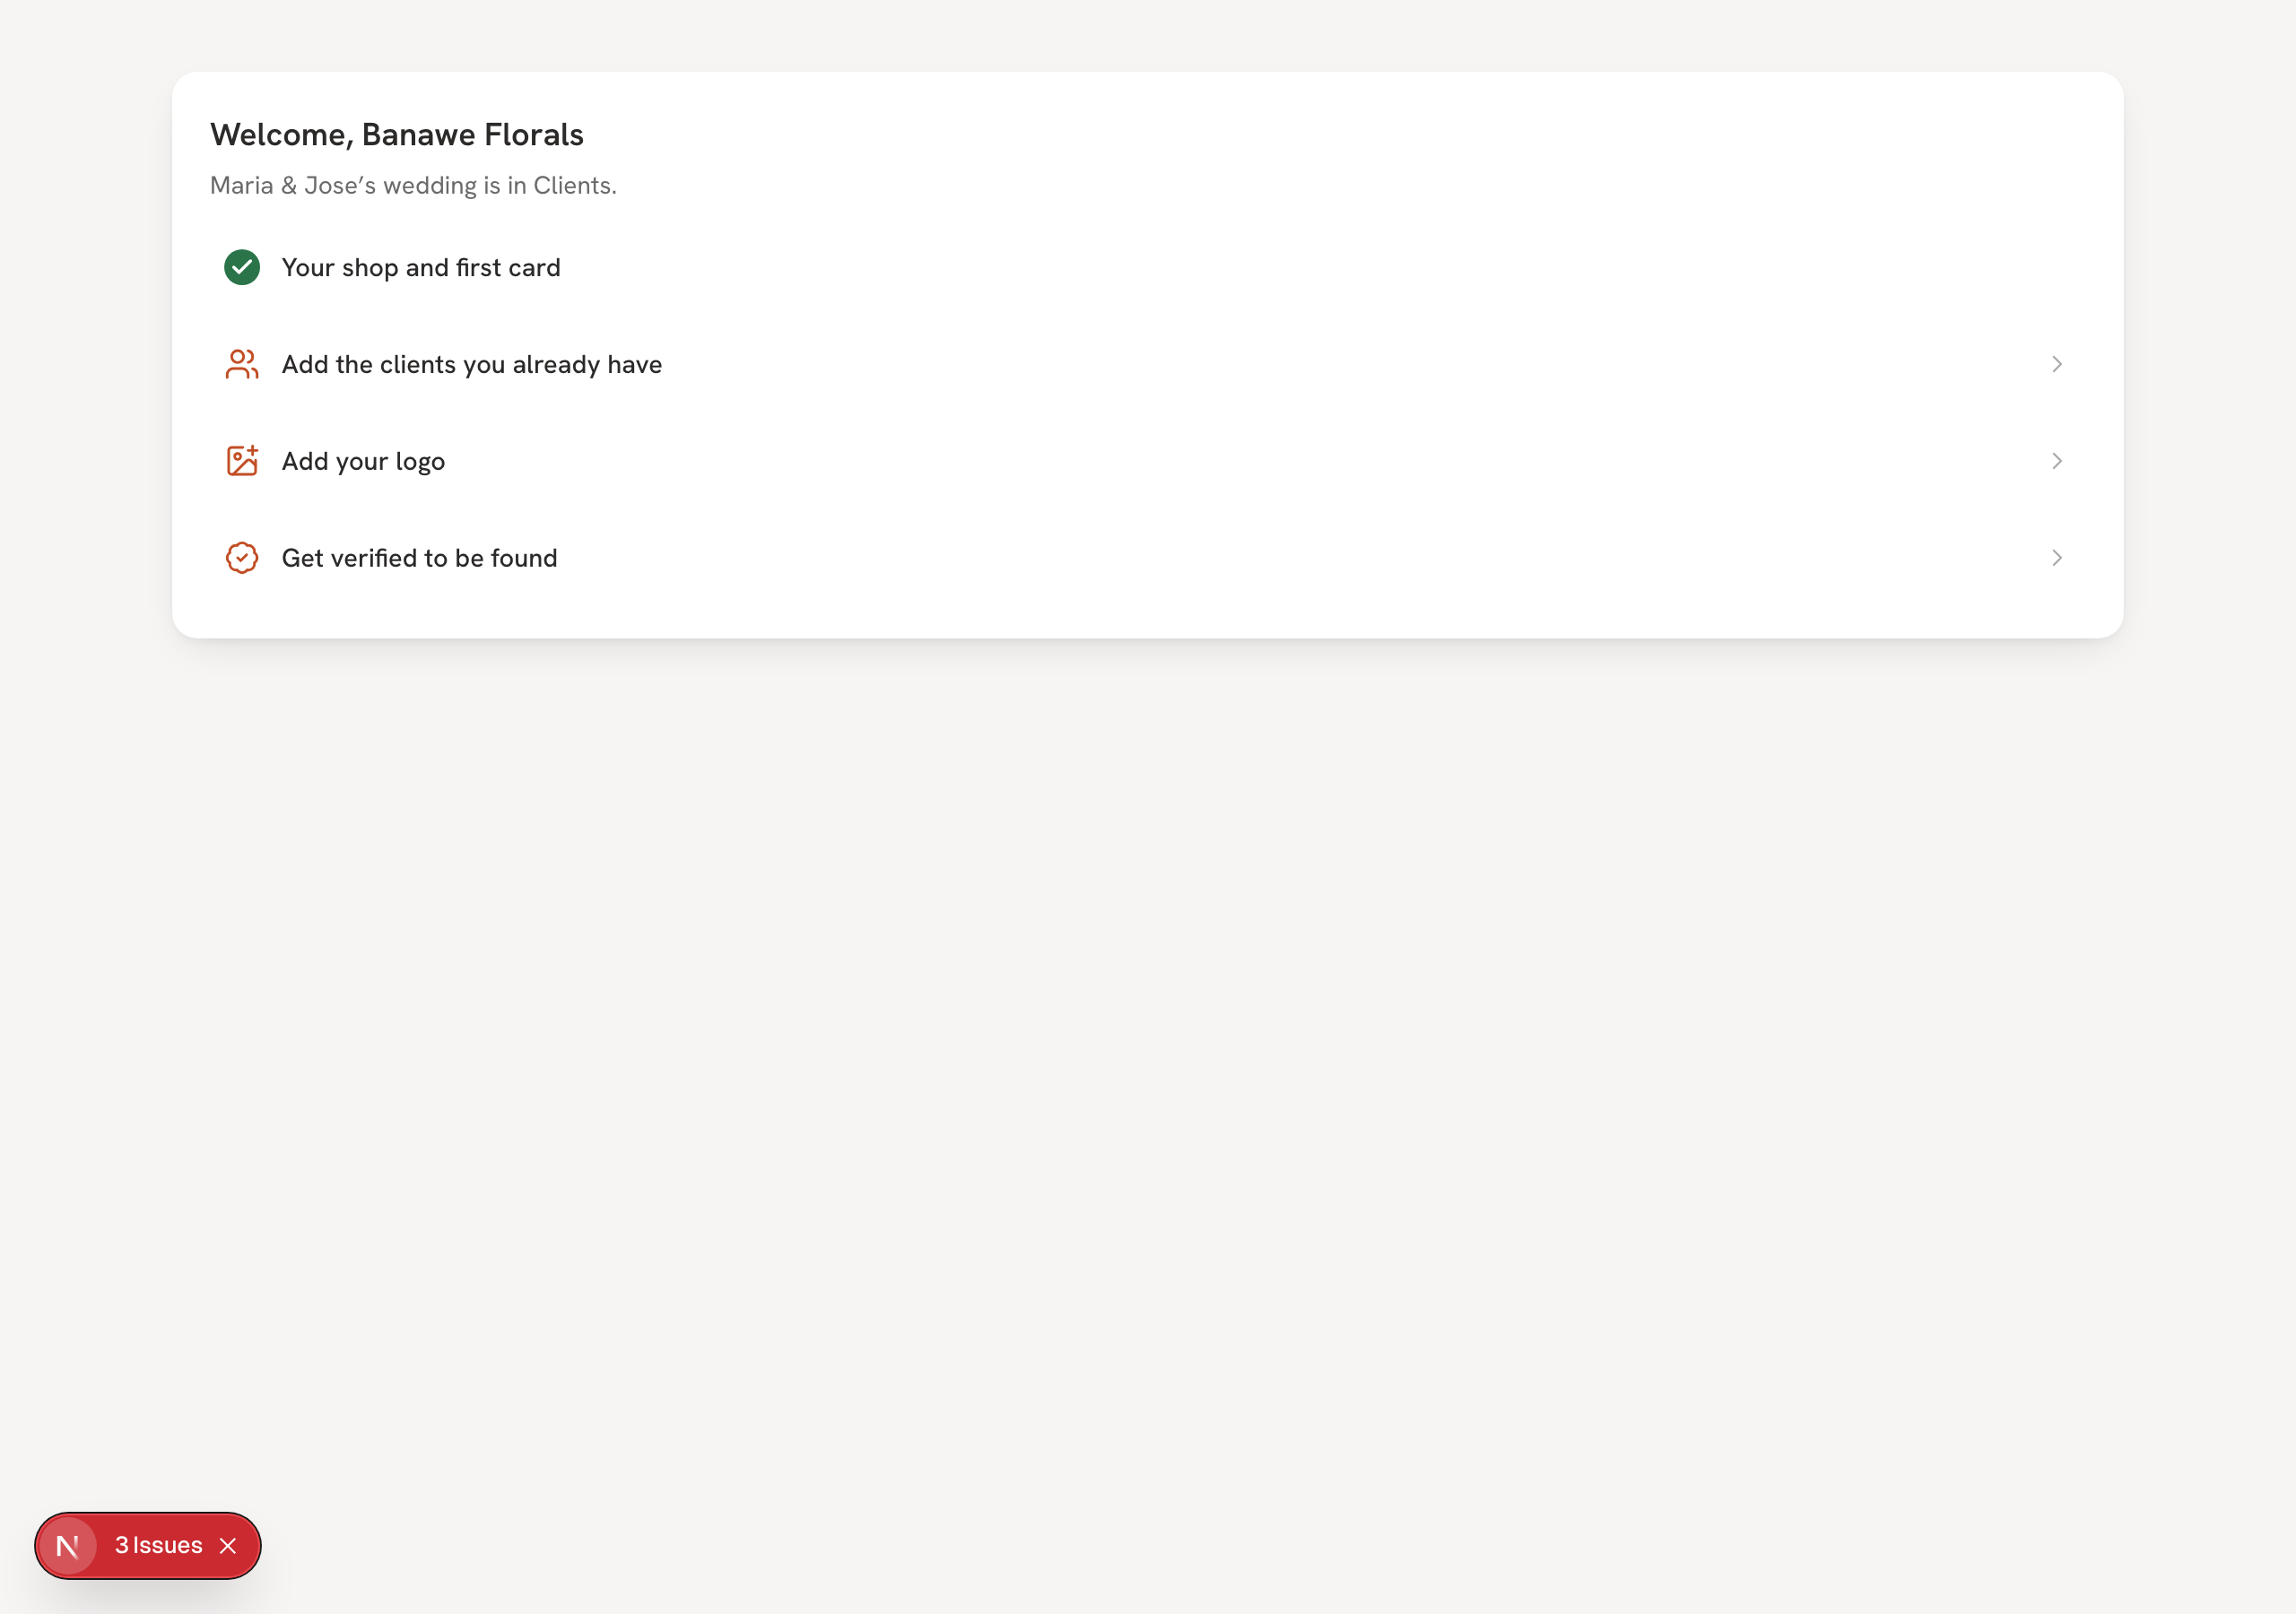 Welcome, Banawe Florals
Maria & Jose’s wedding is in Clients.
Your shop and first card
Add the clients you already have
Add your logo
Get verified to be found
N 3 Issues